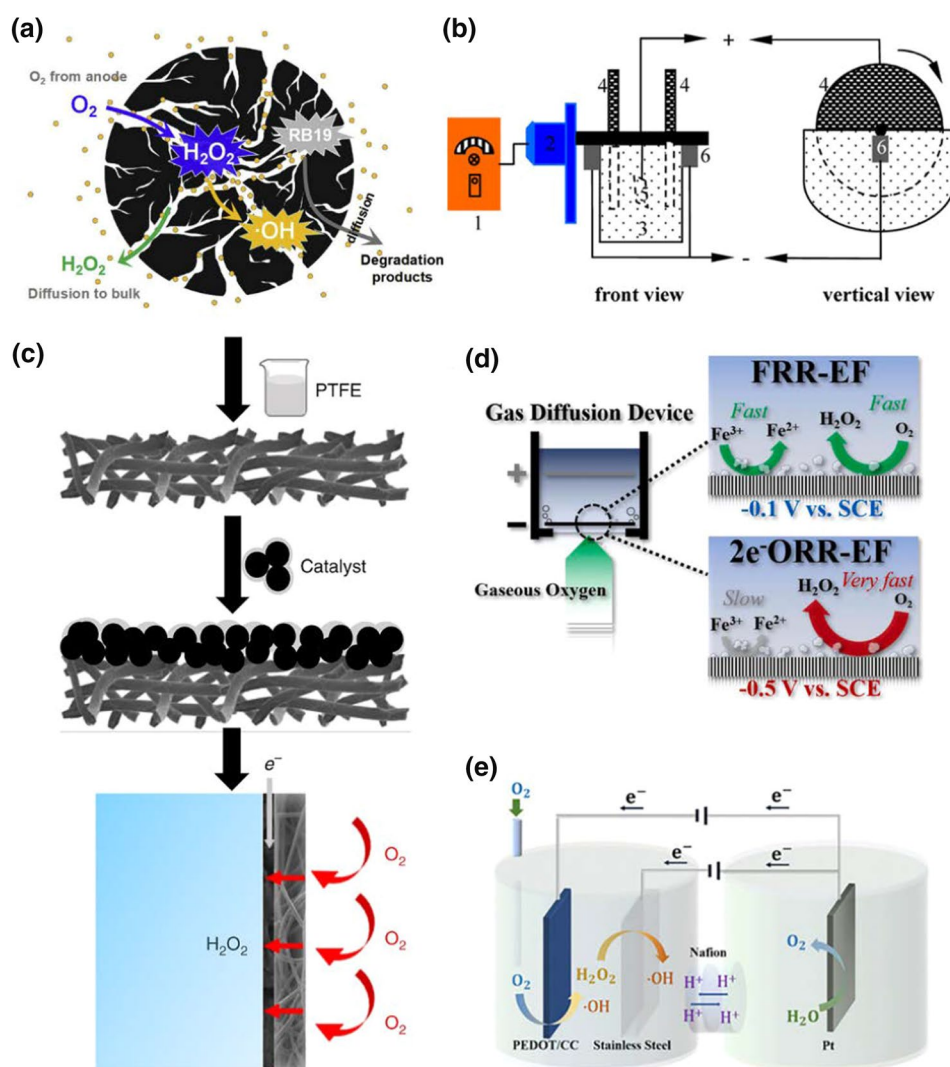 (a)
O₂ from anode
O₂
H₂O₂
RB19
·OH
diffusion
H₂O₂
Diffusion to bulk
Degradation
products
(b)
+
4
4
4
2
6
6
5
1
3
-
front view
vertical view
(c)
PTFE
Catalyst
e⁻
O₂
H₂O₂
O₂
O₂
(d)
Gas Diffusion Device
+
−
Gaseous Oxygen
FRR-EF
Fast
Fast
Fe³⁺
Fe²⁺
H₂O₂
O₂
-0.1 V vs. SCE
2e⁻ORR-EF
Slow
Very fast
H₂O₂
O₂
Fe³⁺
Fe²⁺
-0.5 V vs. SCE
(e)
O₂
e⁻
e⁻
e⁻
e⁻
O₂
H₂O₂
·OH
·OH
Nafion
H⁺
H⁺
H⁺
H⁺
O₂
H₂O
PEDOT/CC
Stainless Steel
Pt